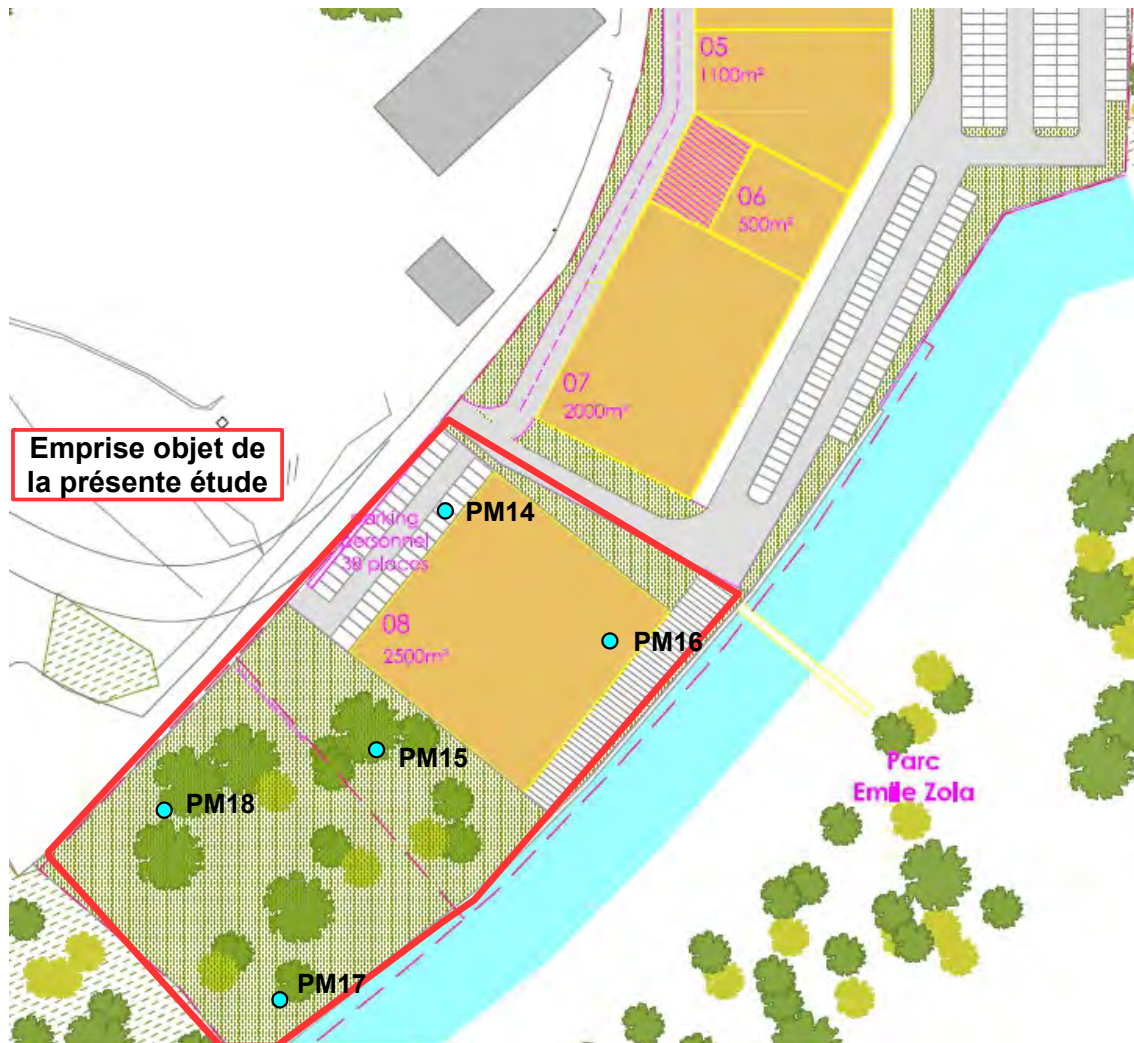 05
1100m²
06
500m²
07
2000m²
Emprise objet de
la présente étude
PM14
parking
personnel
38 places
08
2500m²
PM16
PM15
PM18
Parc
Emile Zola
PM17